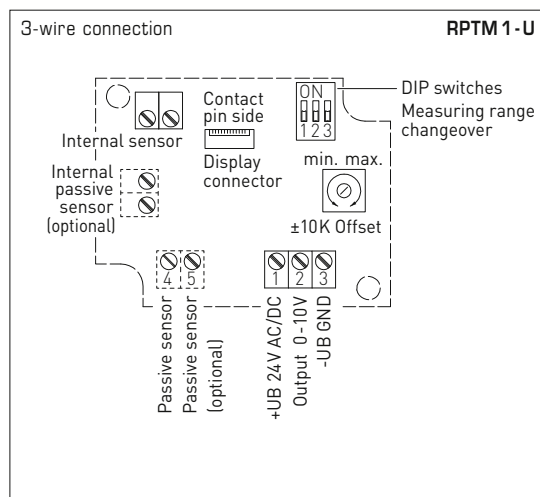 3-wire connection
RPTM 1 - U
ON
1 2 3
DIP switches
Measuring range
changeover
Contact
pin side
Internal sensor
Display
connector
Internal
passive
sensor
(optional)
min. max.
±10K Offset
4 5
1 2 3
Passive sensor
Passive sensor
(optional)
+UB 24V AC/DC
Output 0-10V
-UB GND